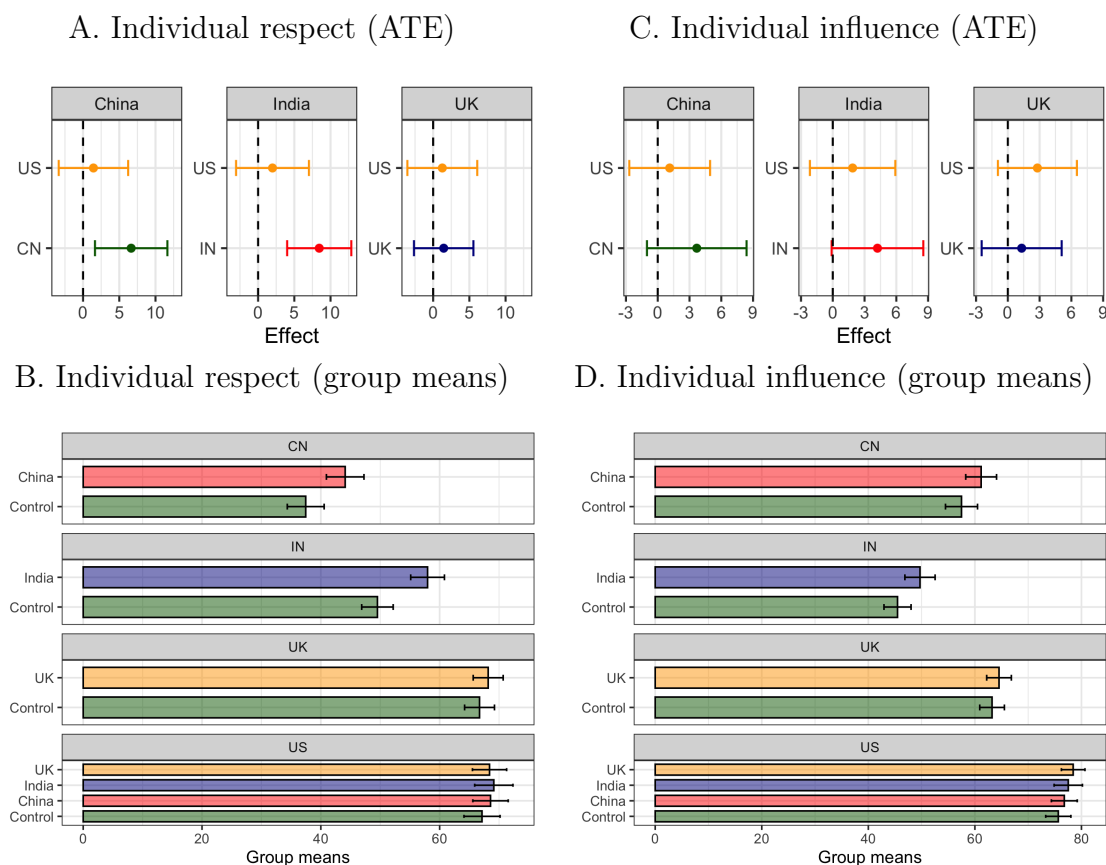 A. Individual respect (ATE)
China India UK
US US US
CN IN UK
0 5 10 0 5 10 0 5 10
Effect
C. Individual influence (ATE)
China India UK
US US US
CN IN UK
-3 0 3 6 9 -3 0 3 6 9 -3 0 3 6 9
Effect
B. Individual respect (group means)
CN
China
Control
IN
India
Control
UK
UK
Control
US
UK
India
China
Control
0 20 40 60
Group means
D. Individual influence (group means)
CN
China
Control
IN
India
Control
UK
UK
Control
US
UK
India
China
Control
0 20 40 60 80
Group means